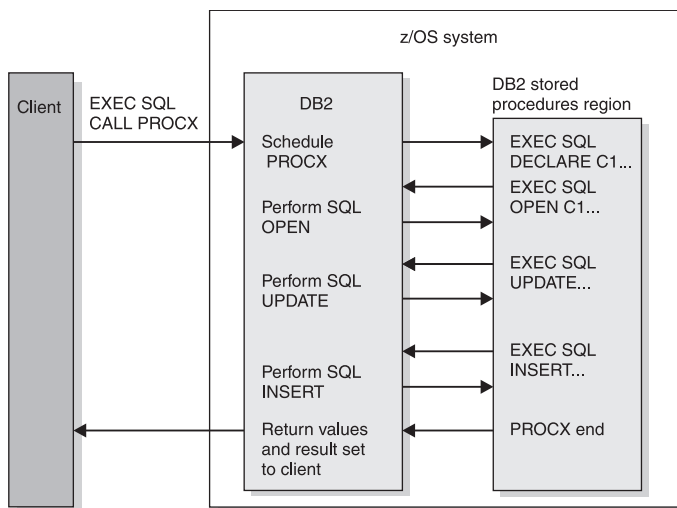 z/OS system
Client
EXEC SQL
CALL PROCX
DB2
DB2 stored
procedures region
Schedule
PROCX
EXEC SQL
DECLARE C1...
EXEC SQL
OPEN C1...
Perform SQL
OPEN
EXEC SQL
UPDATE...
Perform SQL
UPDATE
EXEC SQL
INSERT...
Perform SQL
INSERT
Return values
and result set
to client
PROCX end